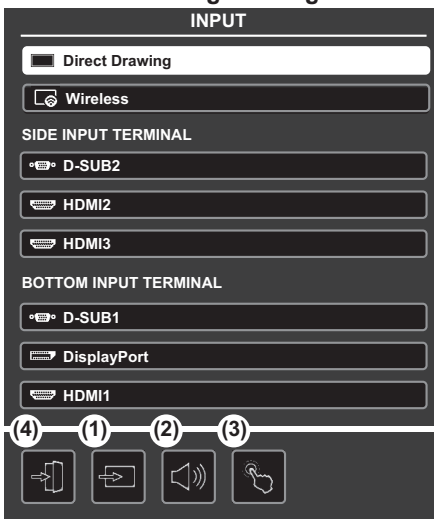 INPUT
Direct Drawing
Wireless
SIDE INPUT TERMINAL
D-SUB2
HDMI2
HDMI3
BOTTOM INPUT TERMINAL
D-SUB1
DisplayPort
HDMI1
(4) (1) (2) (3)